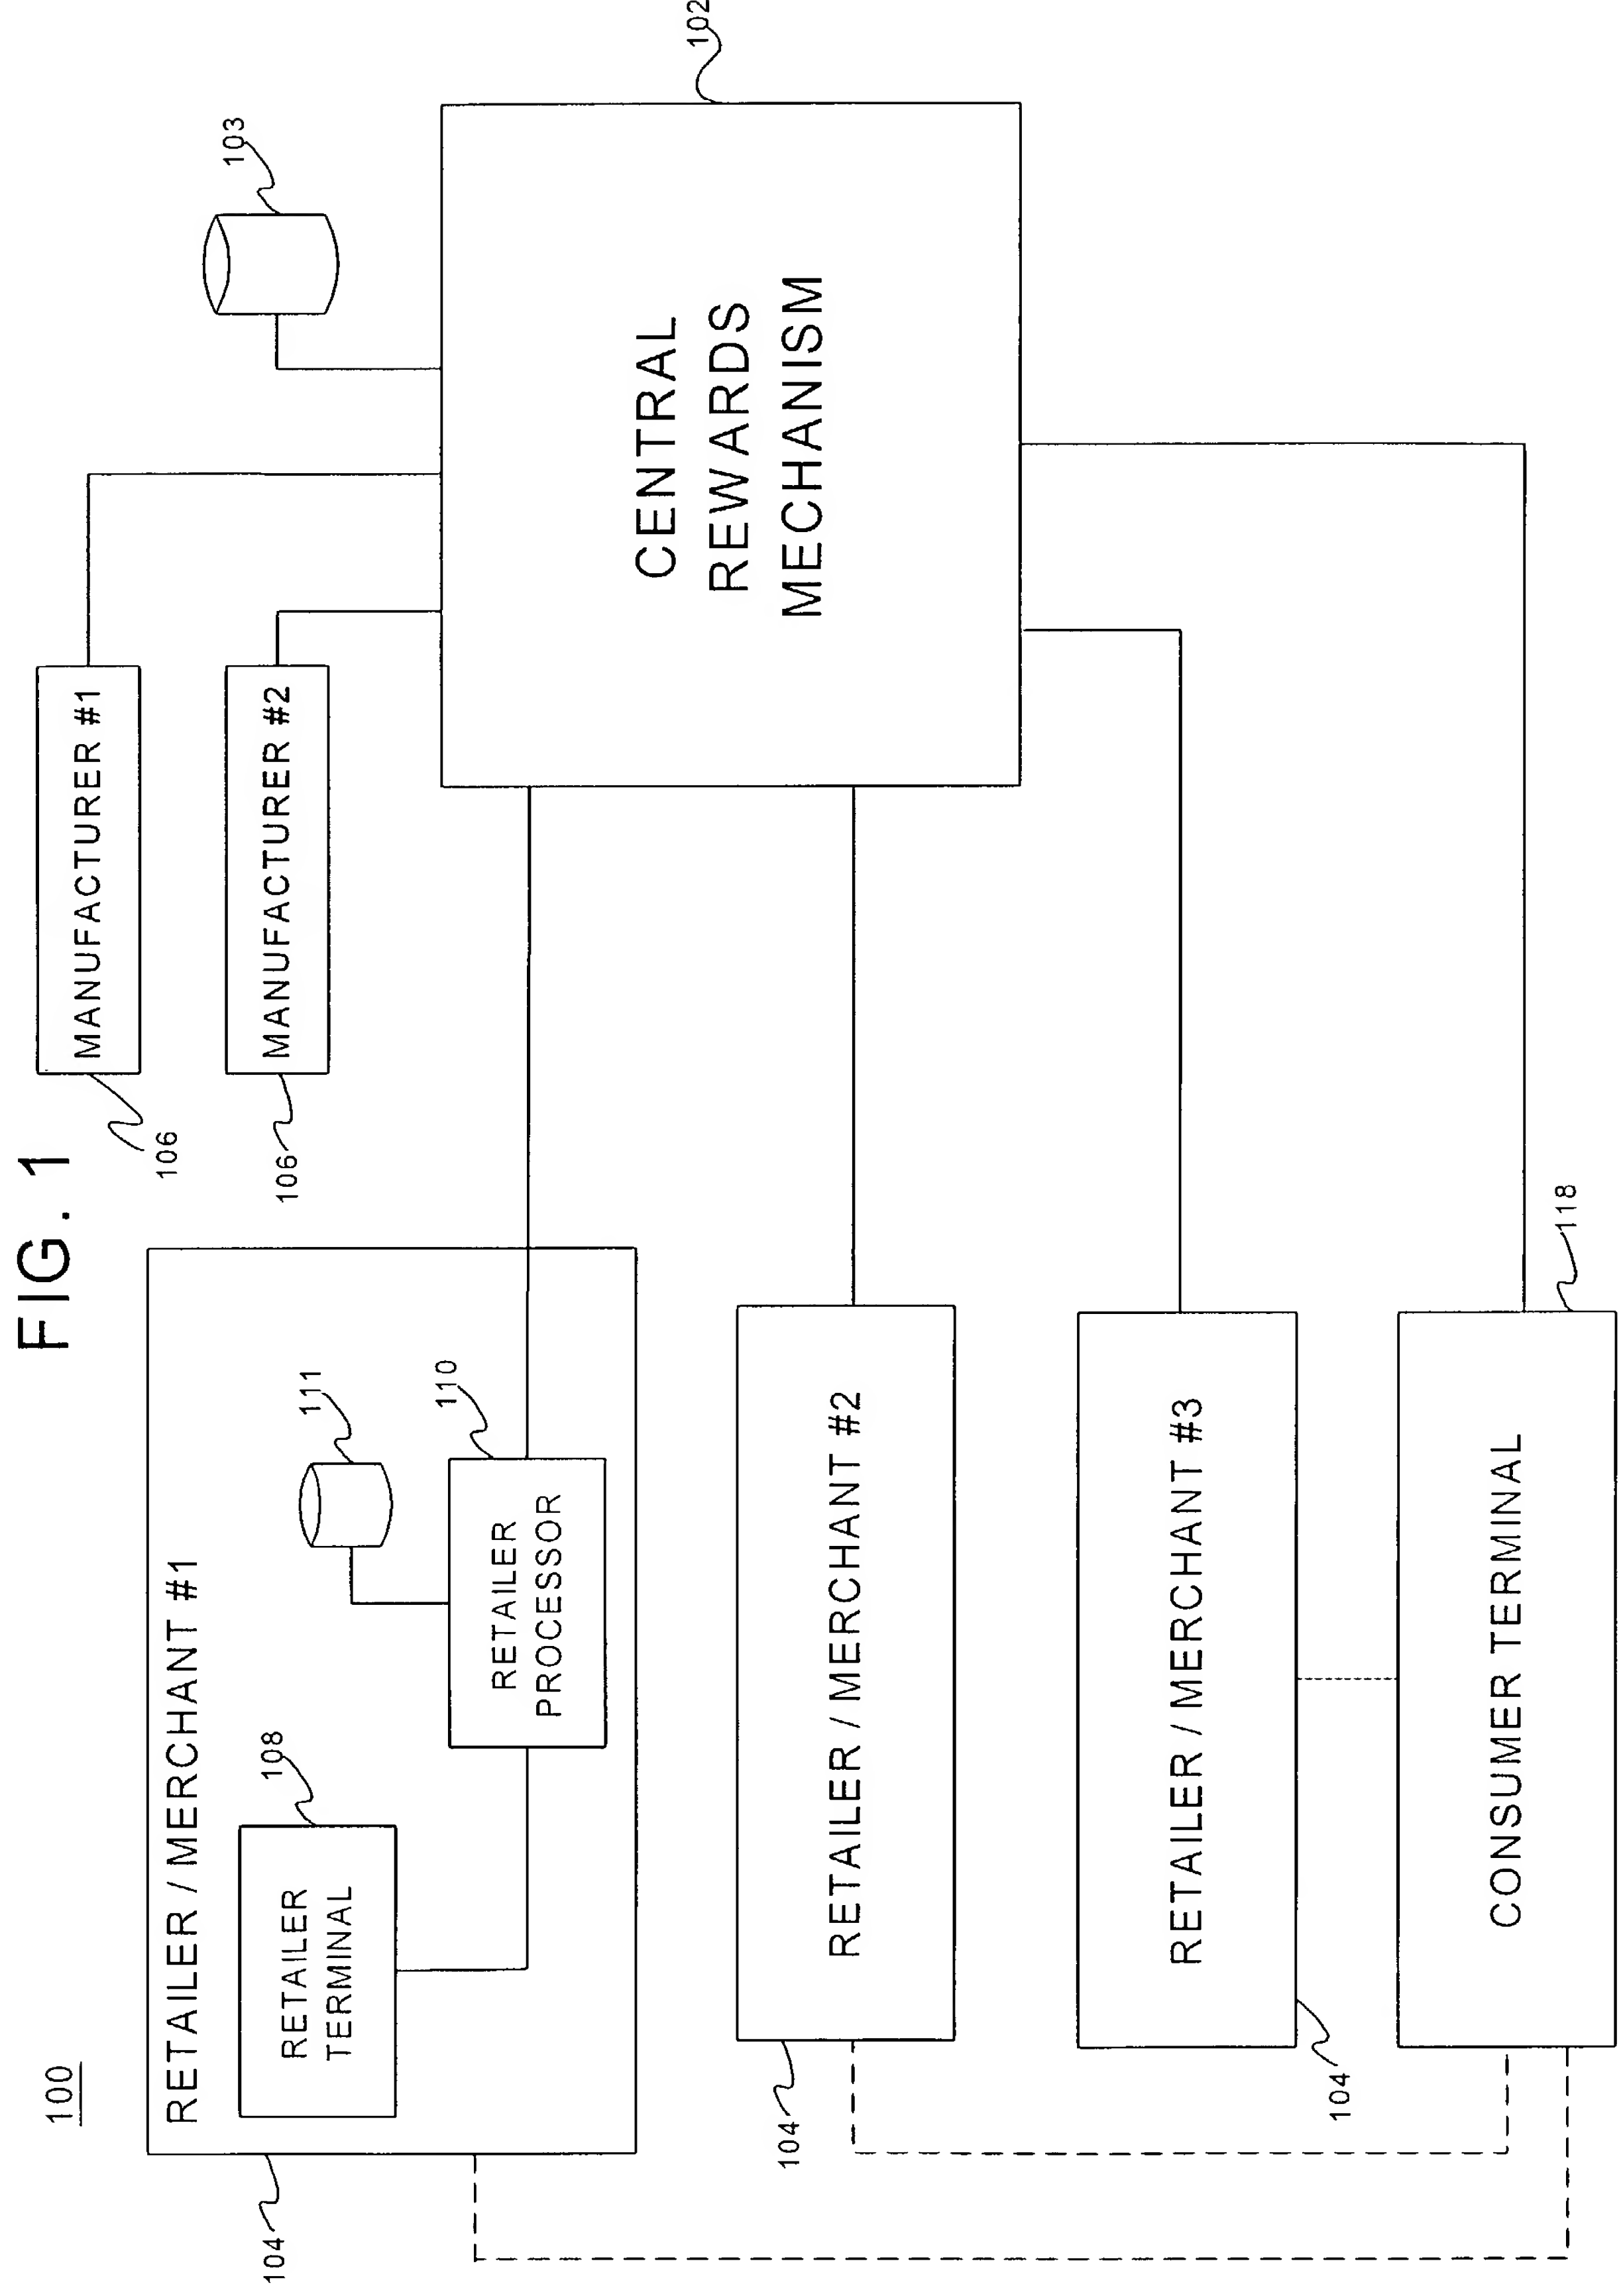 FIG. 1
100
RETAILER / MERCHANT #1
104
RETAILER
TERMINAL
108
RETAILER
PROCESSOR
110
111
MANUFACTURER #1
106
MANUFACTURER #2
106
103
CENTRAL
REWARDS
MECHANISM
102
RETAILER / MERCHANT #2
104
RETAILER / MERCHANT #3
104
CONSUMER TERMINAL
118